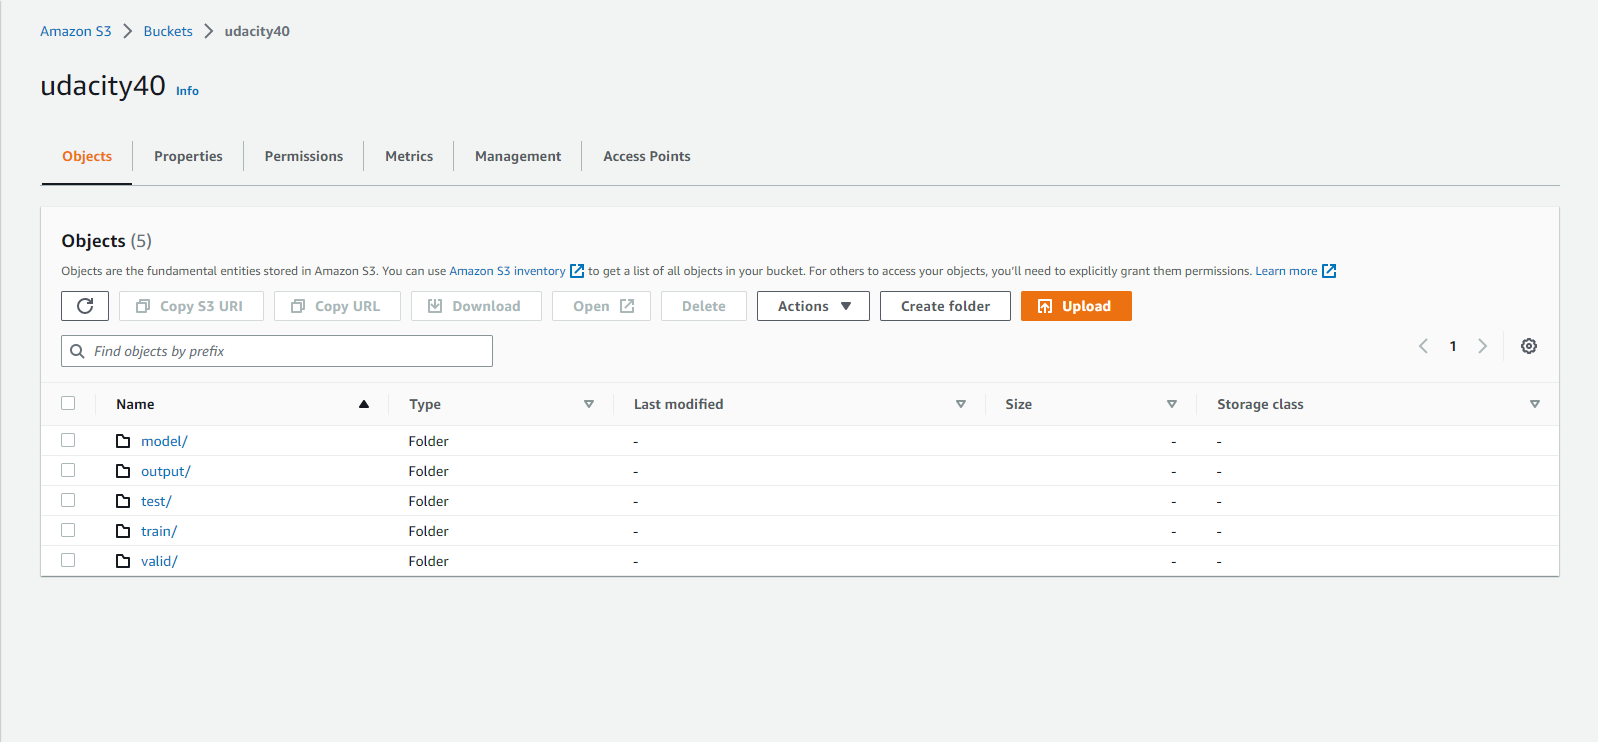 Amazon S3 > Buckets > udacity40
udacity40 Info
Objects Properties Permissions Metrics Management Access Points
Objects (5)
Objects are the fundamental entities stored in Amazon S3. You can use Amazon S3 inventory to get a list of all objects in your bucket. For others to access your objects, you'll need to explicitly grant them permissions. Learn more
Copy S3 URI Copy URL Download Open Delete Actions Create folder Upload
Find objects by prefix
1
Name Type Last modified Size Storage class
model/ Folder - - -
output/ Folder - - -
test/ Folder - - -
train/ Folder - - -
valid/ Folder - - -